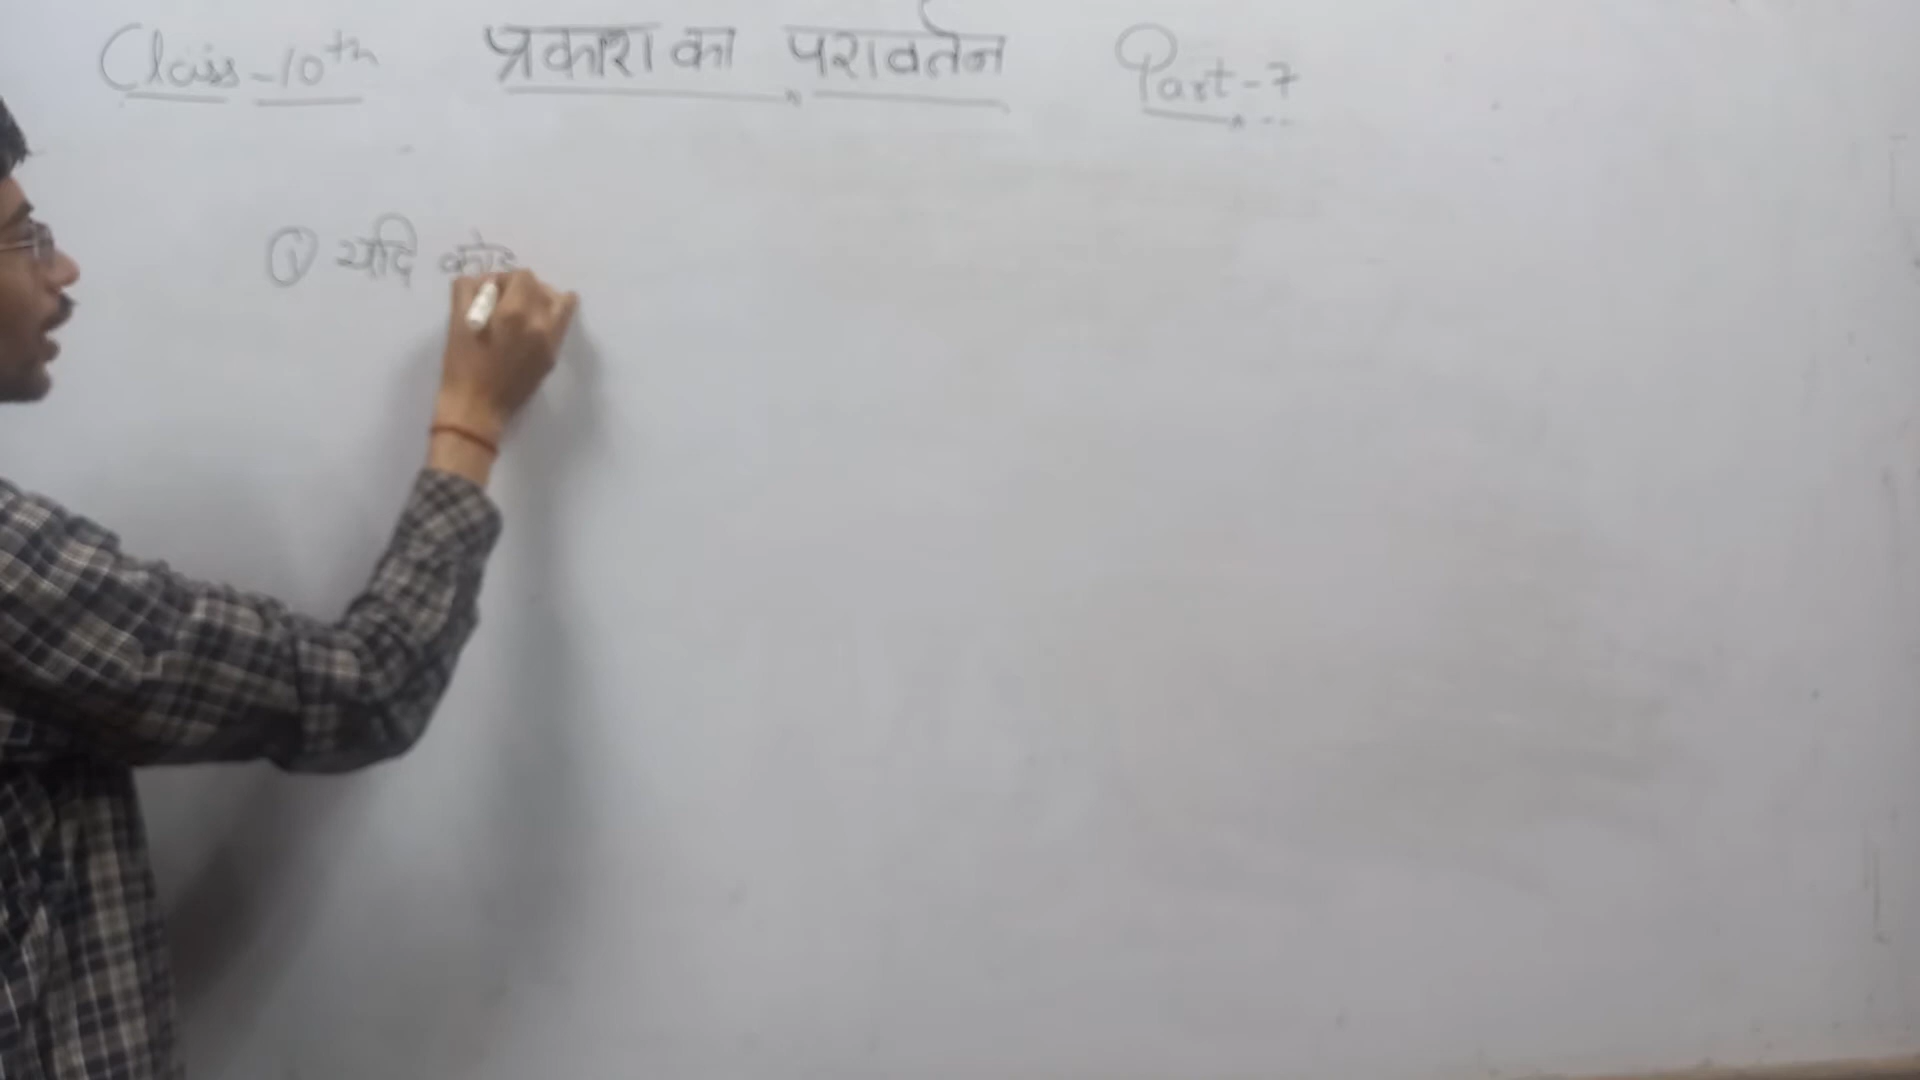 Class-10th प्रकाश का परावर्तन Part-7
① यदि कोई